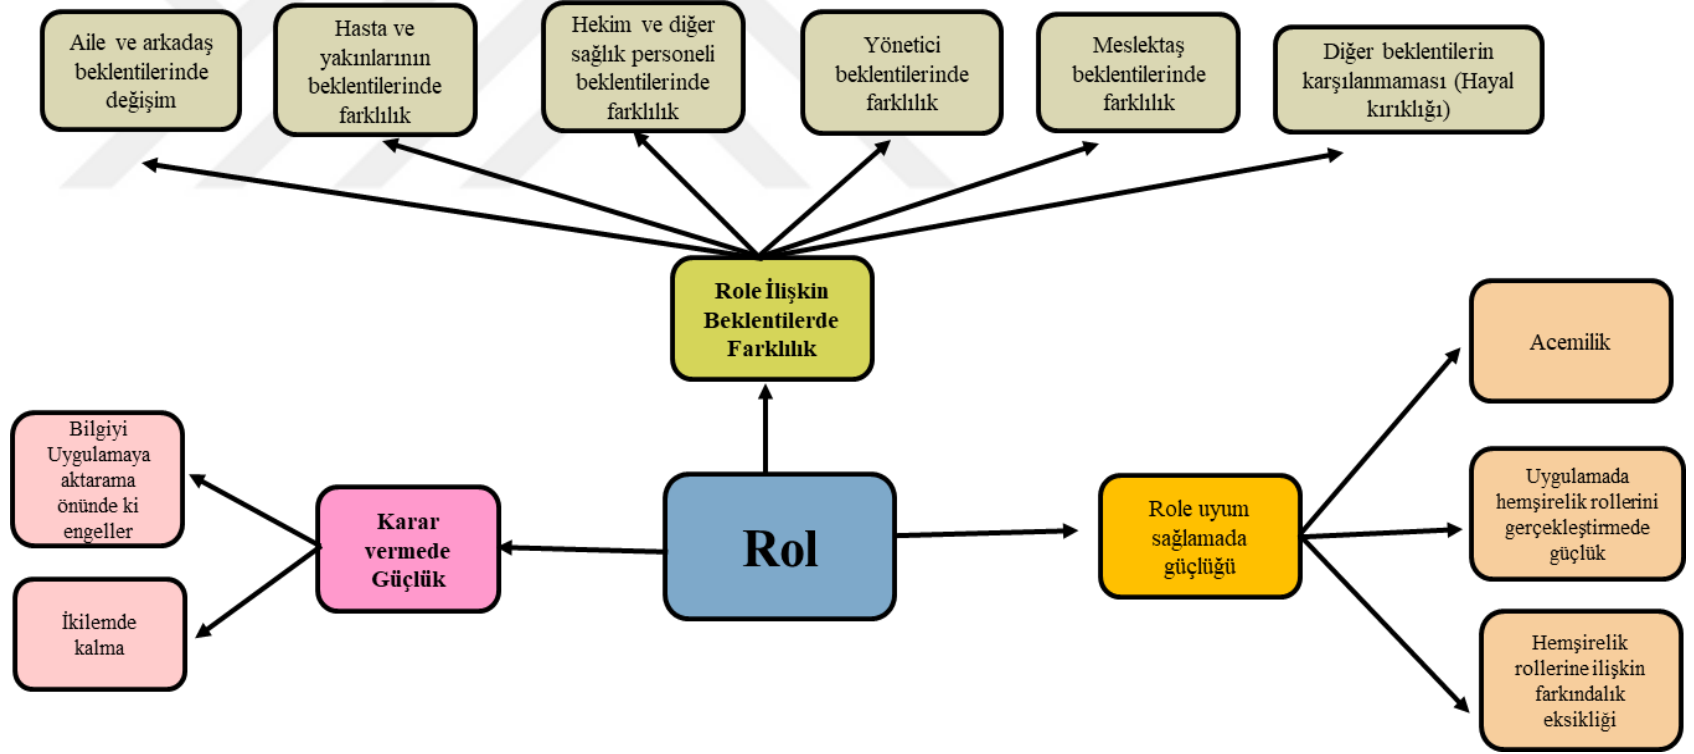 Aile ve arkadaş
beklentilerinde
değişim
Hasta ve
yakınlarının
beklentilerinde
farklılık
Hekim ve diğer
sağlık personeli
beklentilerinde
farklılık
Yönetici
beklentilerinde
farklılık
Meslektaş
beklentilerinde
farklılık
Diğer beklentilerin
karşılanmaması (Hayal
kırıklığı)
Role İlişkin
Beklentilerde
Farklılık
Bilgiyi
Uygulamaya
aktarama
önünde ki
engeller
İkilemde
kalma
Karar
vermede
Güçlük
Rol
Role uyum
sağlamada
güçlüğü
Acemilik
Uygulamada
hemşirelik rollerini
gerçekleştirmede
güçlük
Hemşirelik
rollerine ilişkin
farkındalık
eksikliği